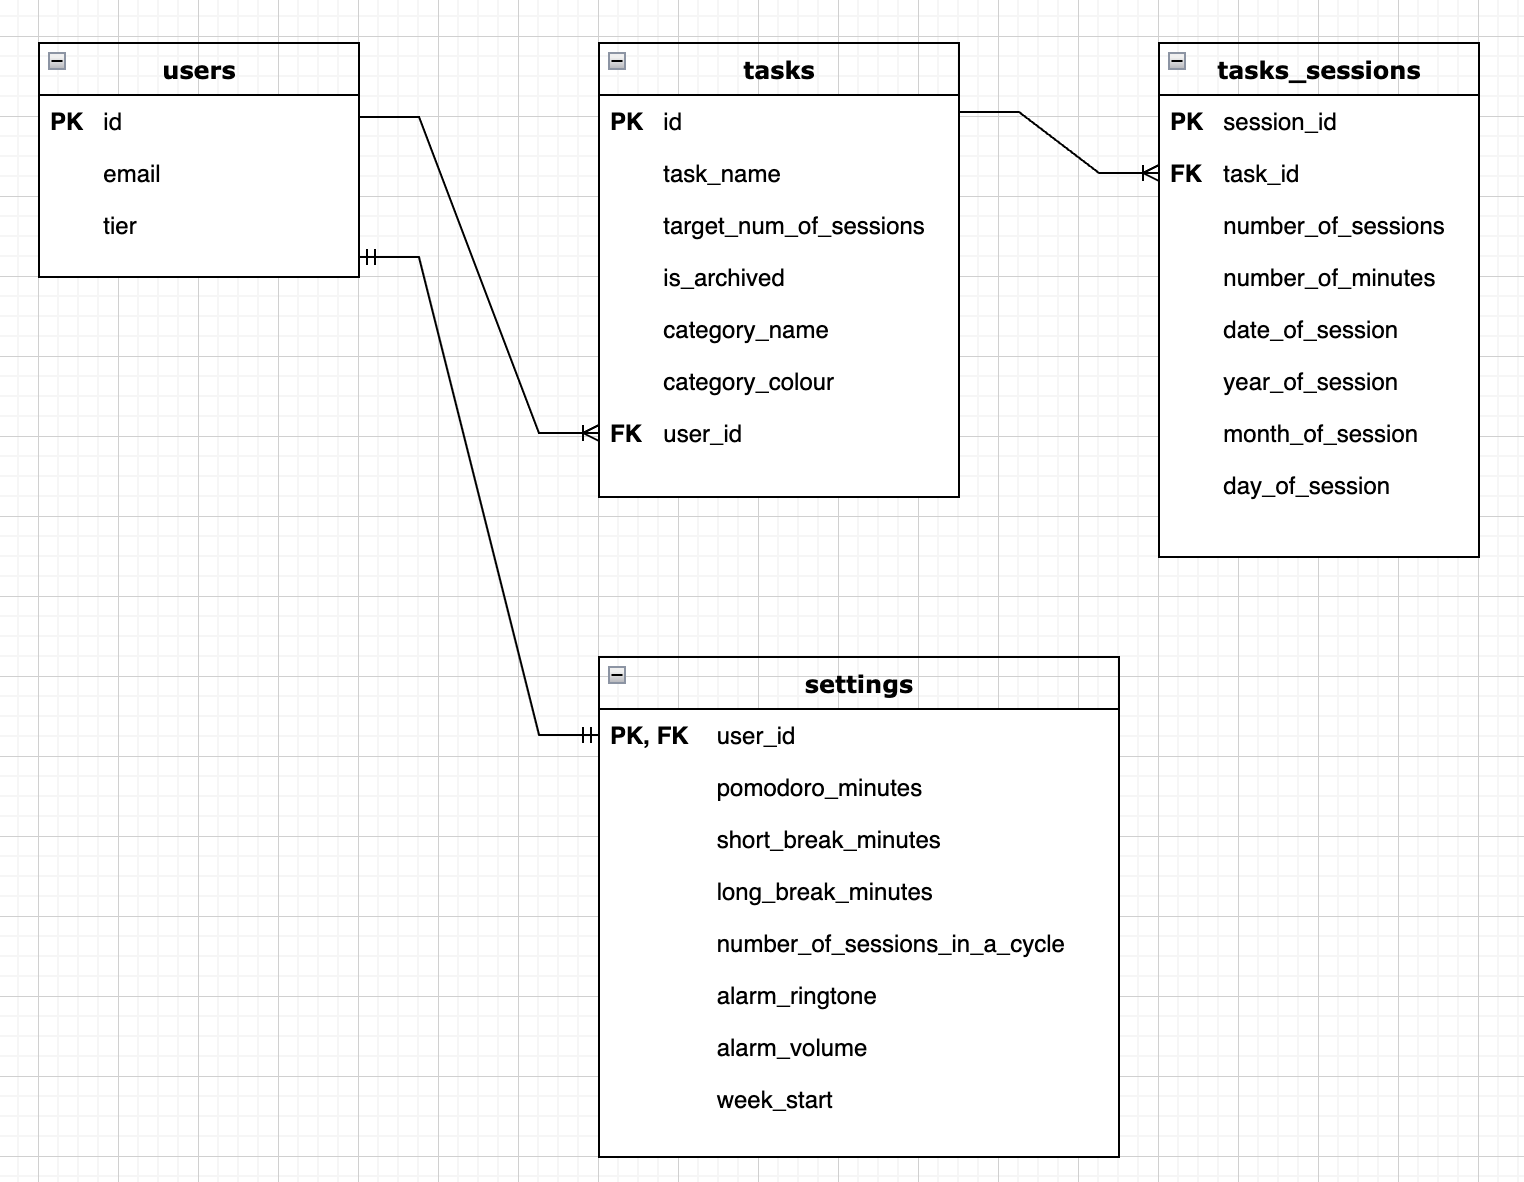 users
PK id
email
tier
tasks
PK id
task_name
target_num_of_sessions
is_archived
category_name
category_colour
FK user_id
tasks_sessions
PK session_id
FK task_id
number_of_sessions
number_of_minutes
date_of_session
year_of_session
month_of_session
day_of_session
settings
PK, FK user_id
pomodoro_minutes
short_break_minutes
long_break_minutes
number_of_sessions_in_a_cycle
alarm_ringtone
alarm_volume
week_start